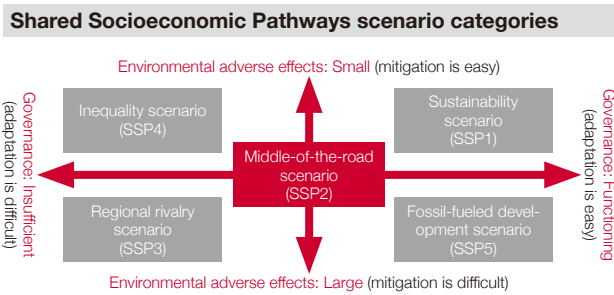 Shared Socioeconomic Pathways scenario categories
Environmental adverse effects: Small (mitigation is easy)
Governance: Insufficient
(adaptation is difficult)
Inequality scenario
(SSP4)
Sustainability
scenario
(SSP1)
Governance: Functioning
(adaptation is easy)
Middle-of-the-road
scenario
(SSP2)
Regional rivalry
scenario
(SSP3)
Fossil-fueled devel-
opment scenario
(SSP5)
Environmental adverse effects: Large (mitigation is difficult)